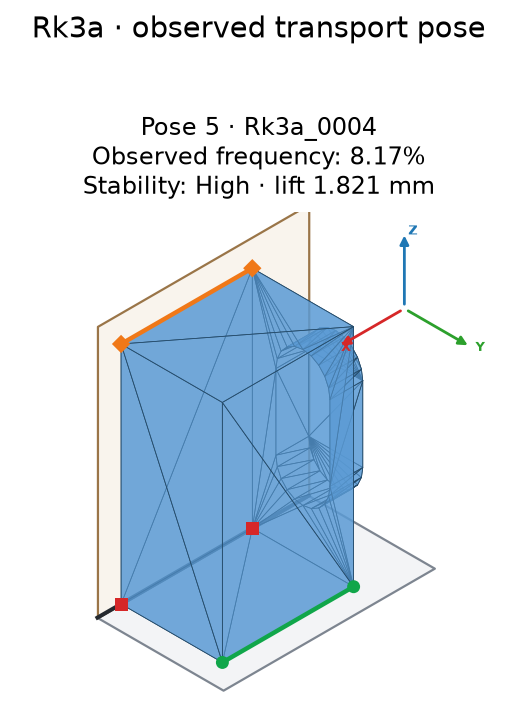 Rk3a · observed transport pose
Pose 5 · Rk3a_0004
Observed frequency: 8.17%
Stability: High · lift 1.821 mm
Z
X
Y